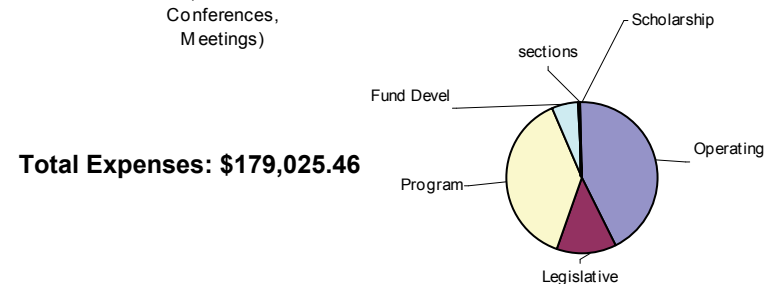 Conferences,
Meetings)
Scholarship
sections
Fund Devel
Operating
Total Expenses: $179,025.46
Program
Legislative